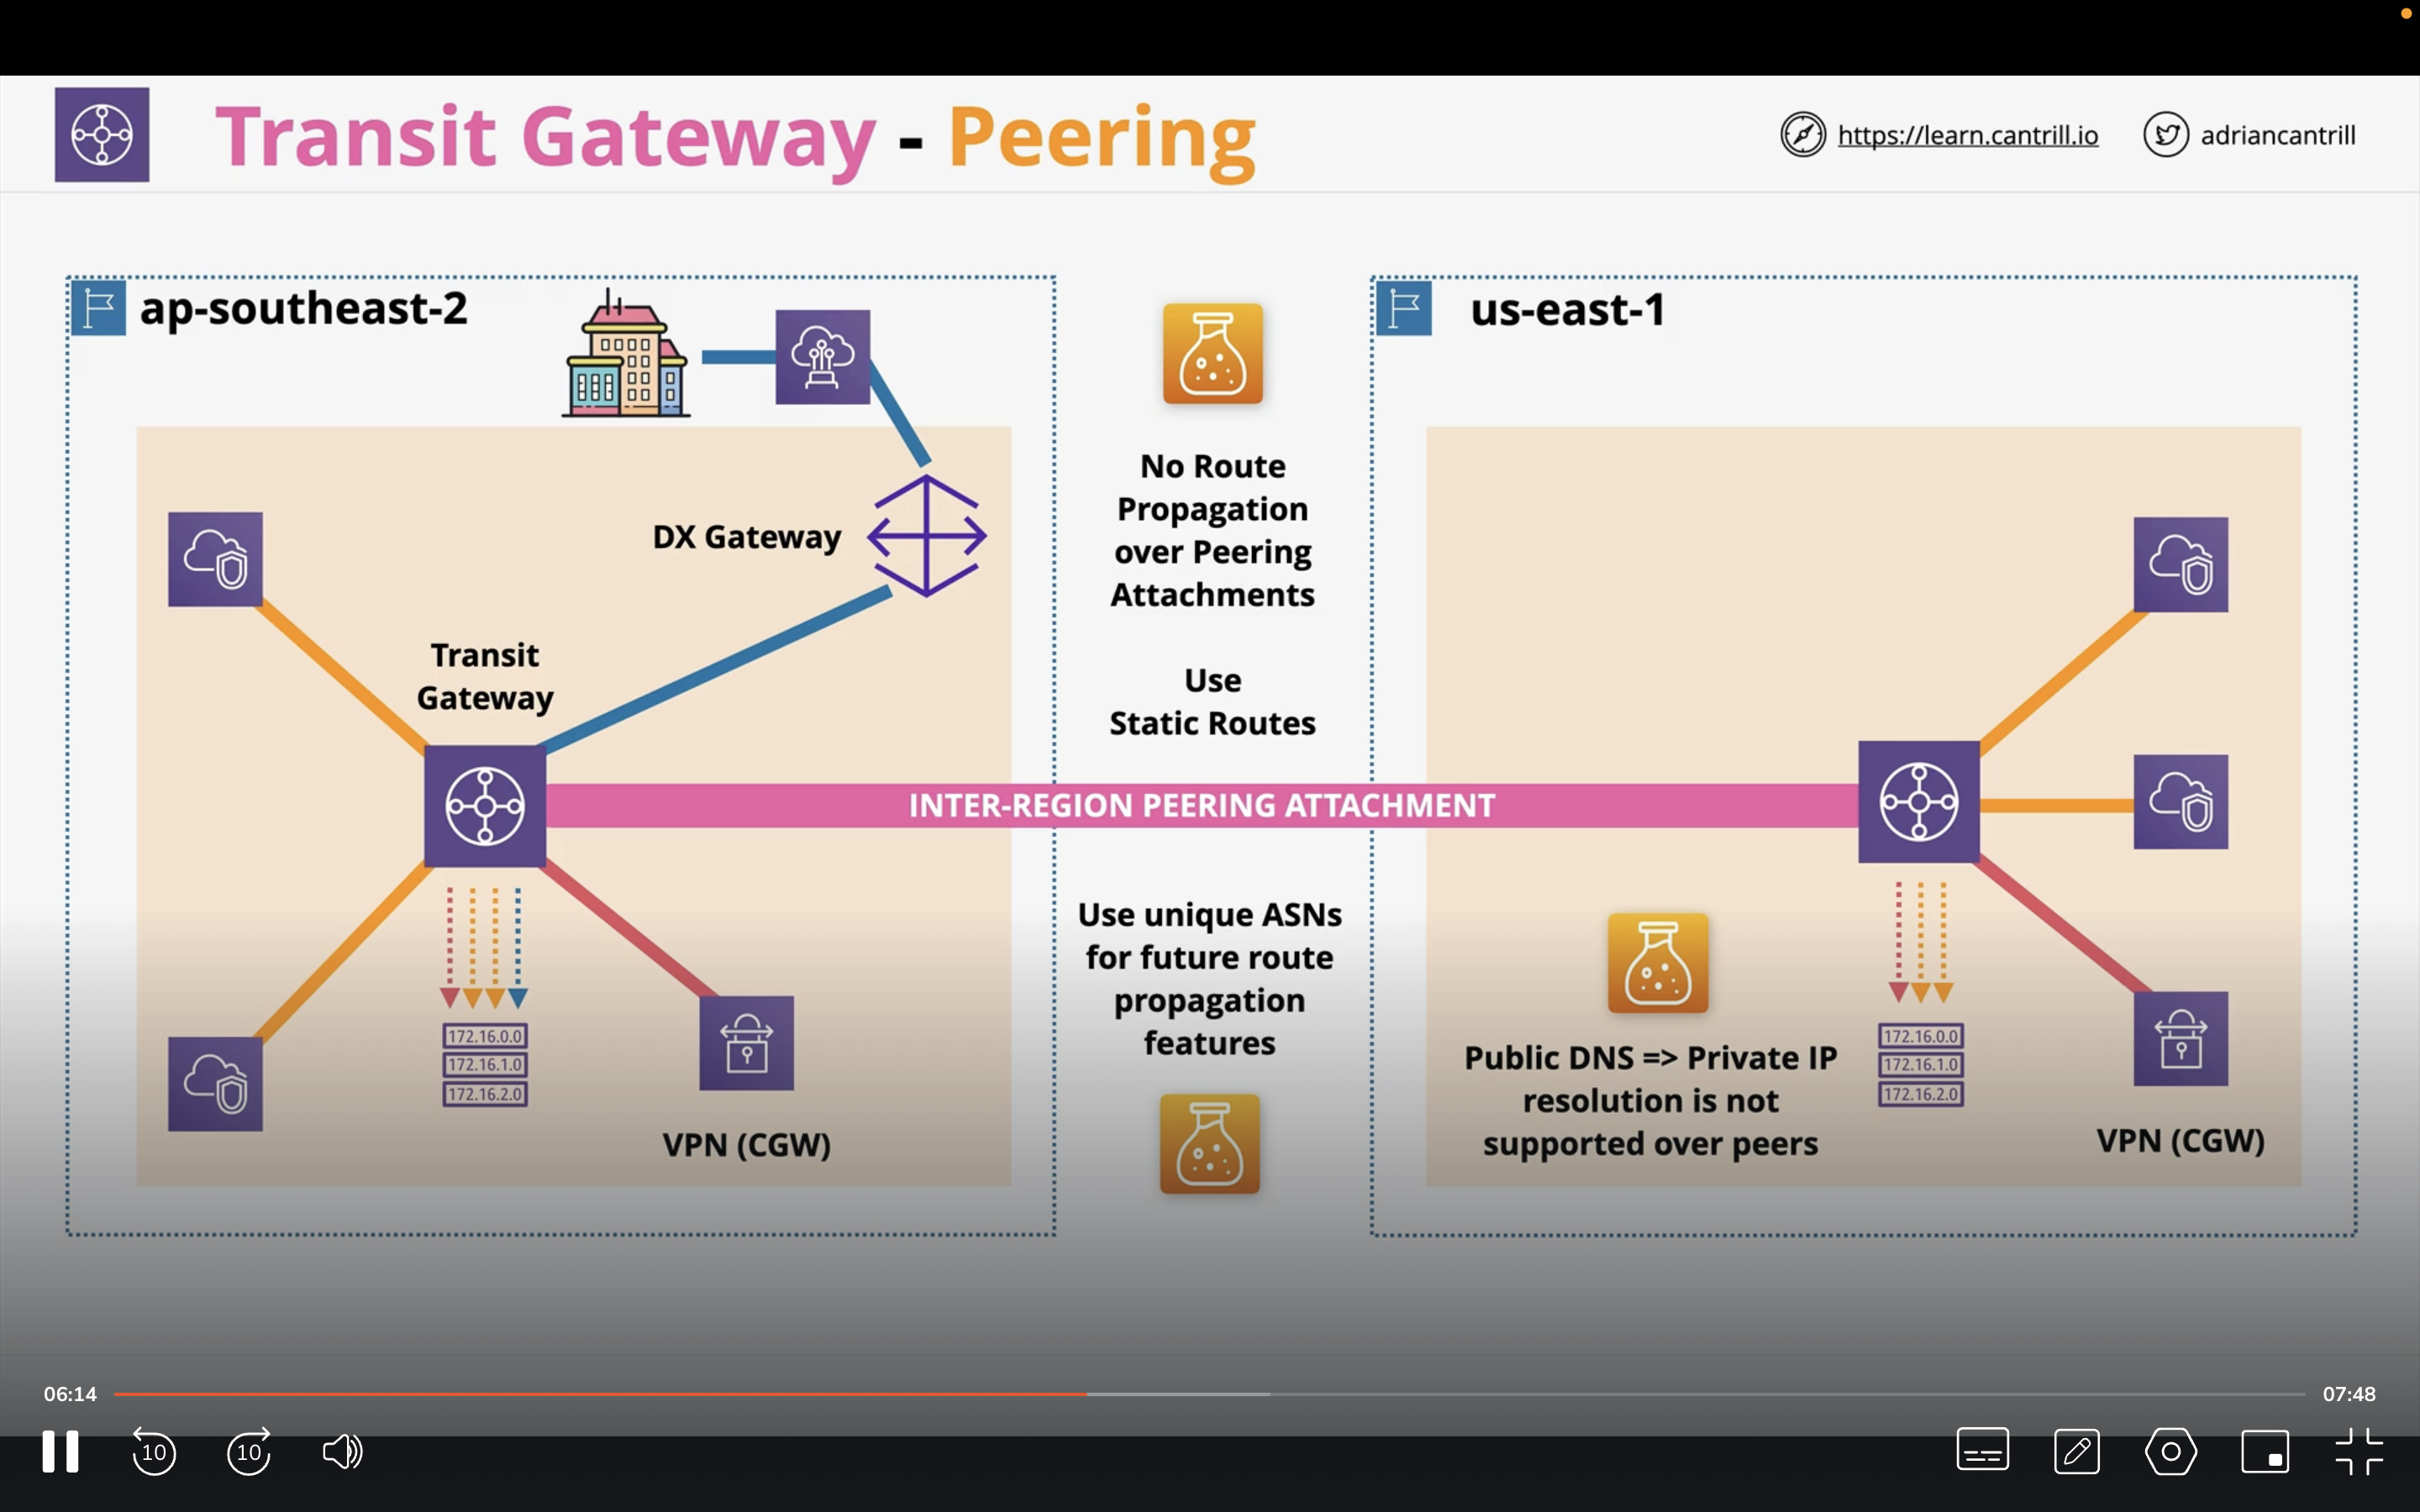 Transit Gateway - Peering
https://learn.cantrill.io
adriancantrill
ap-southeast-2
DX Gateway
Transit
Gateway
172.16.0.0
172.16.1.0
172.16.2.0
VPN (CGW)
No Route
Propagation
over Peering
Attachments
Use
Static Routes
INTER-REGION PEERING ATTACHMENT
Use unique ASNs
for future route
propagation
features
us-east-1
Public DNS => Private IP
resolution is not
supported over peers
172.16.0.0
172.16.1.0
172.16.2.0
VPN (CGW)
06:14
07:48
10
10